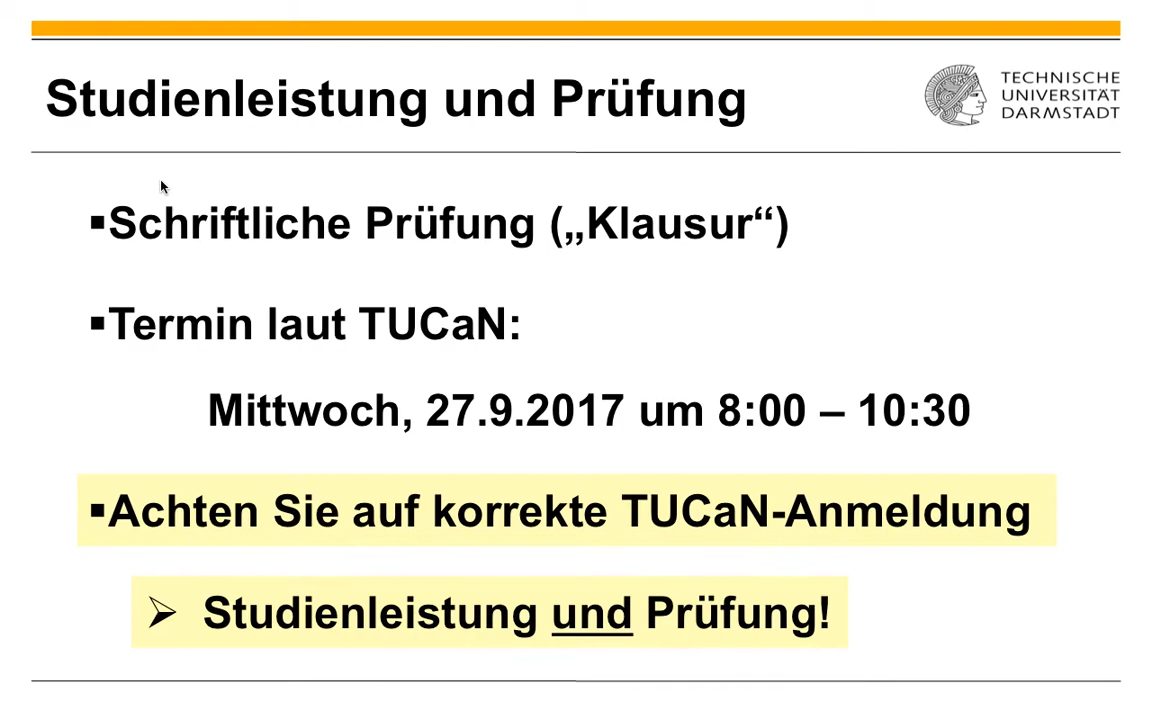 Studienleistung und Prüfung
TECHNISCHE
UNIVERSITÄT
DARMSTADT
▪Schriftliche Prüfung („Klausur“)
▪Termin laut TUCaN:
Mittwoch, 27.9.2017 um 8:00 – 10:30
▪Achten Sie auf korrekte TUCaN-Anmeldung
➢ Studienleistung und Prüfung!